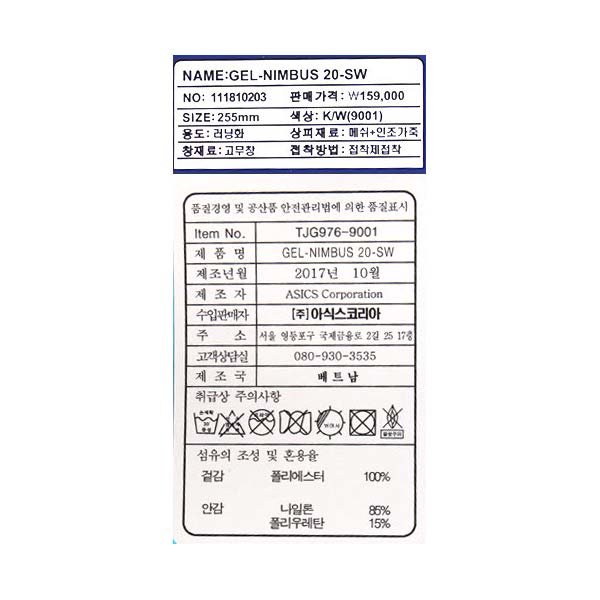 NAME:GEL-NIMBUS 20-SW
NO: 111810203 판매가격: ₩159,000
SIZE: 255mm 색상: K/W(9001)
용도: 러닝화 상피재료: 메쉬+인조가죽
창재료: 고무창 접착방법: 접착제접착
품질경영 및 공산품 안전관리법에 의한 품질표시
Item No. TJG976-9001
제품명 GEL-NIMBUS 20-SW
제조년월 2017년 10월
제조자 ASICS Corporation
수입판매자 (주)아식스코리아
주소 서울 영등포구 국제금융로 2길 25 17층
고객상담실 080-930-3535
제조국 베트남
취급상 주의사항
손세탁
30°
중성
섬유의 조성 및 혼용율
겉감 폴리에스터 100%
안감 나일론 85%
폴리우레탄 15%